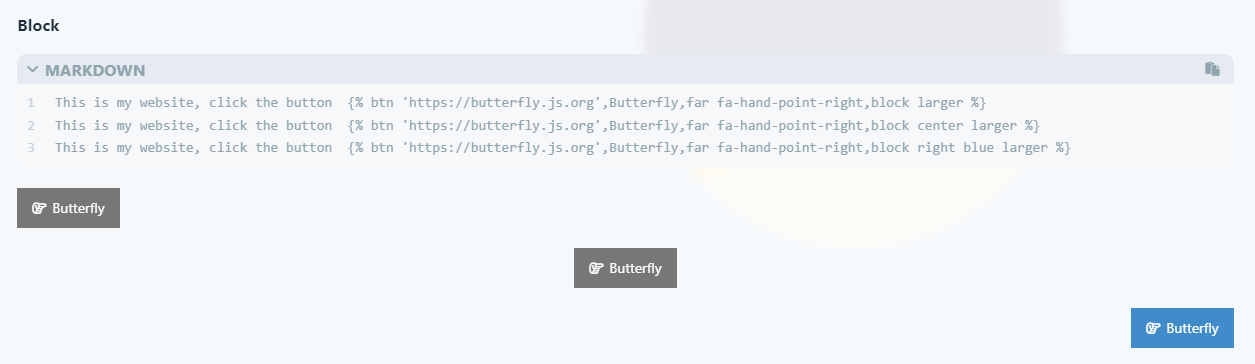 Block
MARKDOWN
1 This is my website, click the button  {% btn 'https://butterfly.js.org',Butterfly,far fa-hand-point-right,block larger %}
2 This is my website, click the button  {% btn 'https://butterfly.js.org',Butterfly,far fa-hand-point-right,block center larger %}
3 This is my website, click the button  {% btn 'https://butterfly.js.org',Butterfly,far fa-hand-point-right,block right blue larger %}
Butterfly
Butterfly
Butterfly